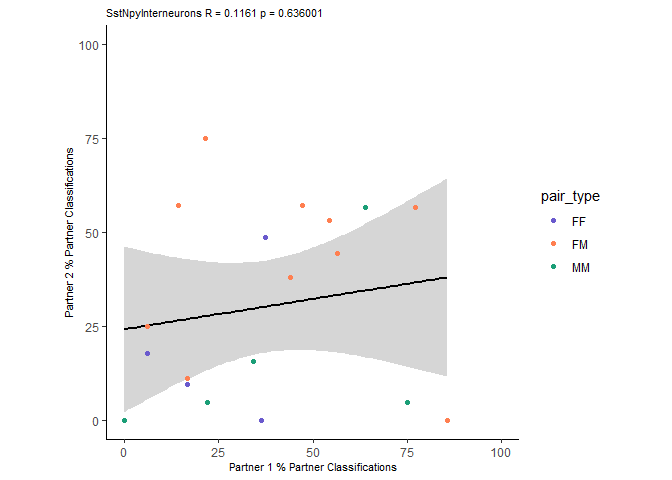 SstNpyInterneurons R = 0.1161 p = 0.636001
100
75
50
25
0
Partner 2 % Partner Classifications
0 25 50 75 100
Partner 1 % Partner Classifications
pair_type
FF
FM
MM